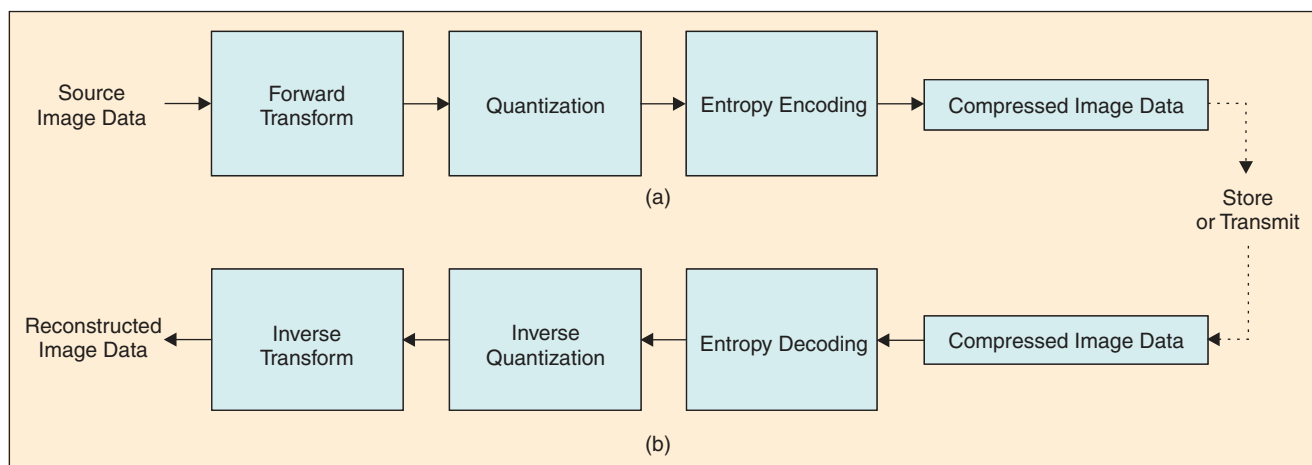 Source
Image Data
Forward
Transform
Quantization
Entropy Encoding
Compressed Image Data
(a)
Store
or Transmit
Reconstructed
Image Data
Inverse
Transform
Inverse
Quantization
Entropy Decoding
Compressed Image Data
(b)